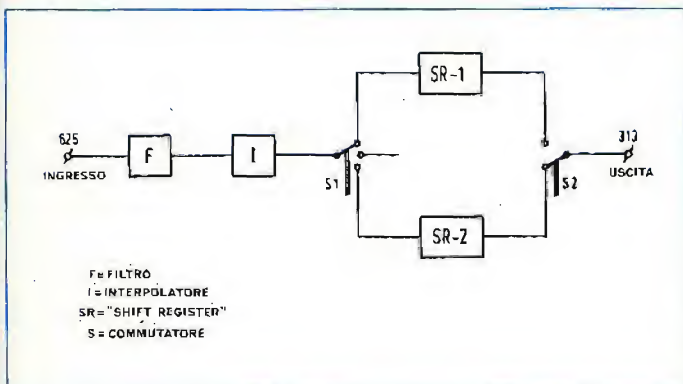 SR-1
625
313
F
I
INGRESSO
S1
S2
USCITA
SR-2
F=FILTRO
I=INTERPOLATORE
SR="SHIFT REGISTER"
S=COMMUTATORE